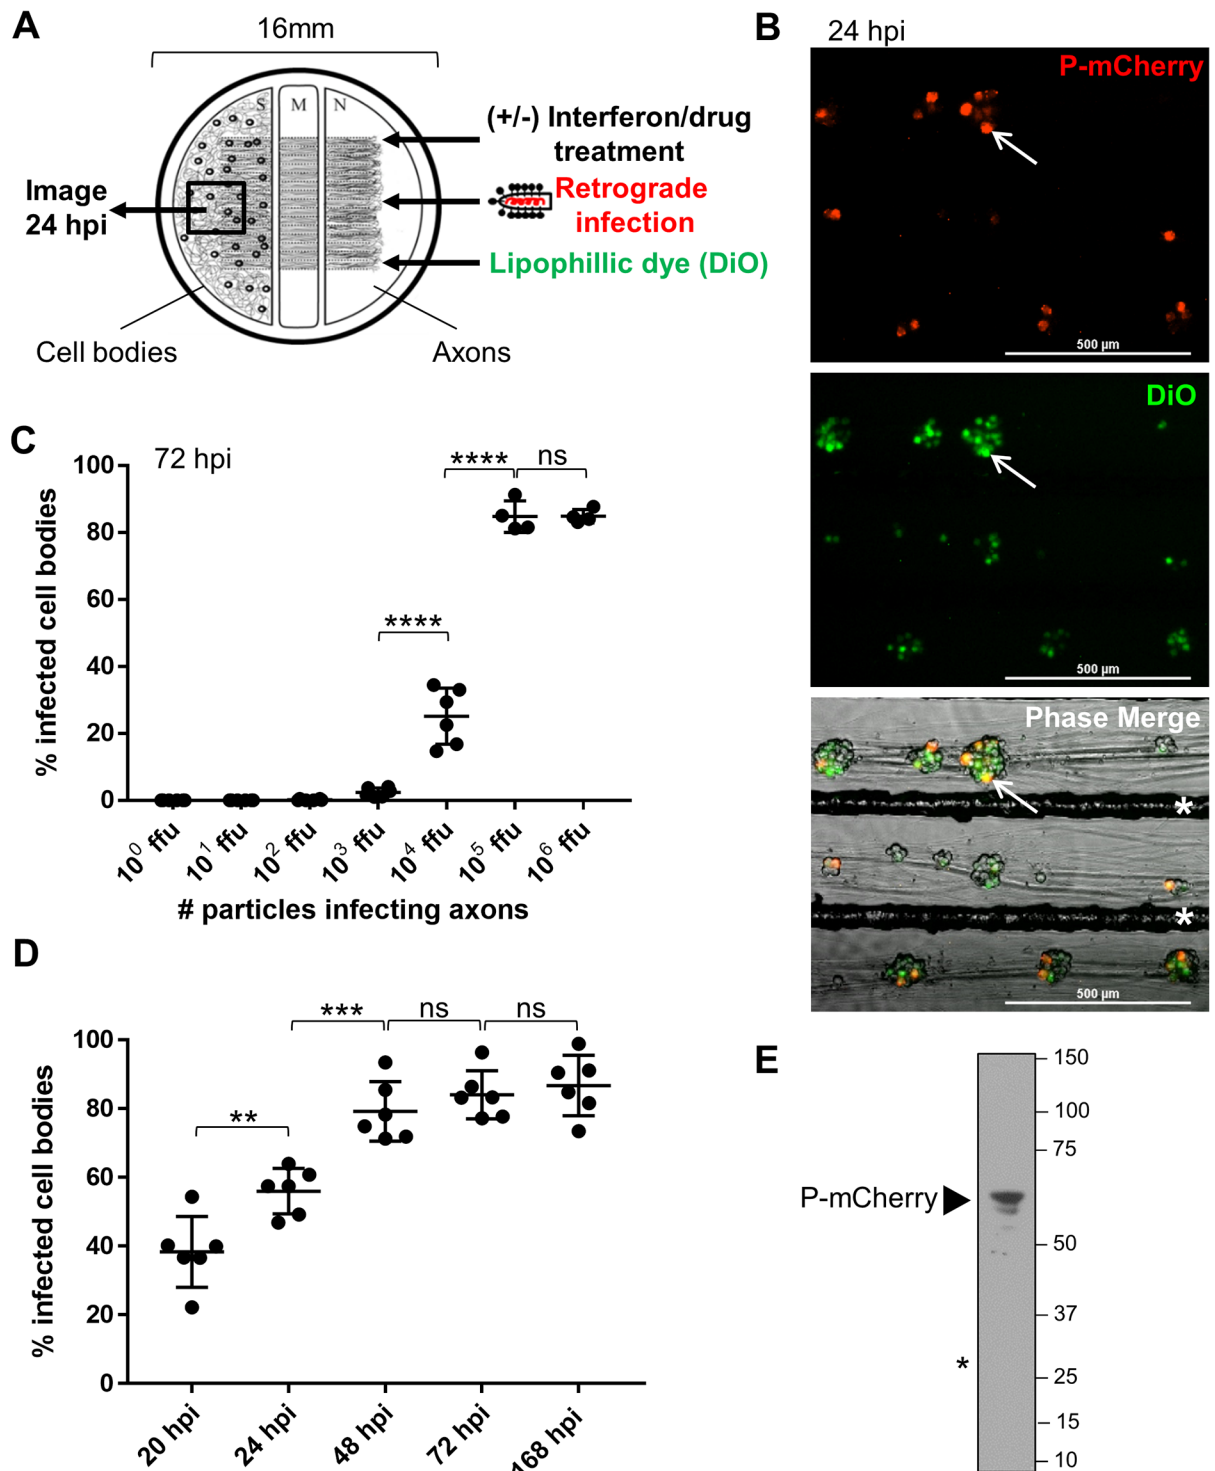 A
16mm
S M N
(+/-) Interferon/drug
treatment
Image
24 hpi
Retrograde
infection
Lipophillic dye (DiO)
Cell bodies
Axons
B
24 hpi
P-mCherry
500 µm
DiO
500 µm
Phase Merge
*
*
500 µm
C
72 hpi
**** ns
****
% infected cell bodies
100
80
60
40
20
0
10⁰ ffu
10¹ ffu
10² ffu
10³ ffu
10⁴ ffu
10⁵ ffu
10⁶ ffu
# particles infecting axons
D
*** ns ns
**
% infected cell bodies
100
80
60
40
20
0
20 hpi
24 hpi
48 hpi
72 hpi
168 hpi
E
P-mCherry
*
150
100
75
50
37
25
15
10